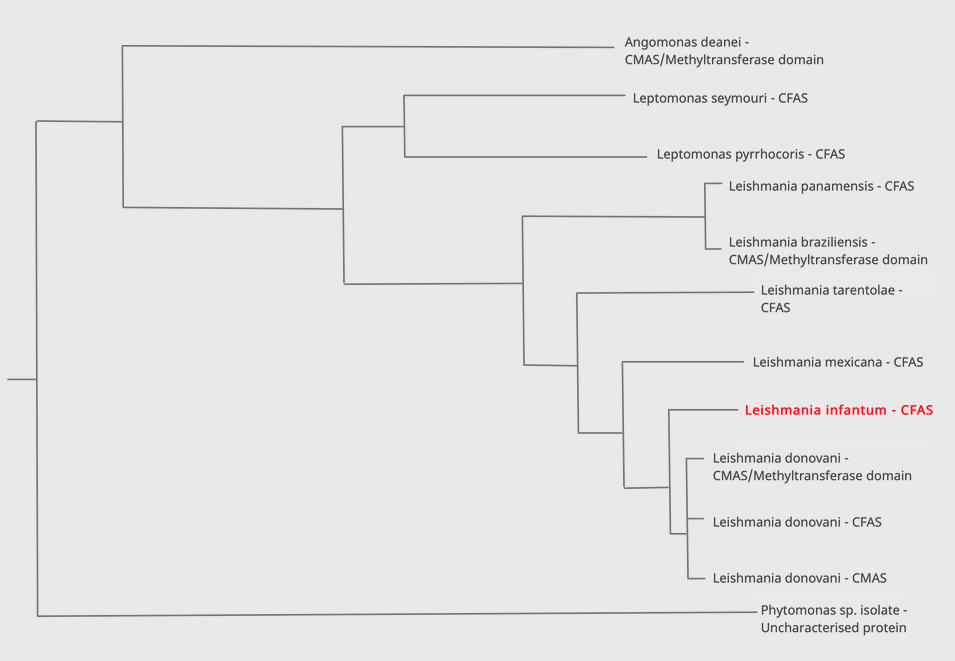 Angomonas deanei -
CMAS/Methyltransferase domain
Leptomonas seymouri - CFAS
Leptomonas pyrrhocoris - CFAS
Leishmania panamensis - CFAS
Leishmania braziliensis -
CMAS/Methyltransferase domain
Leishmania tarentolae -
CFAS
Leishmania mexicana - CFAS
Leishmania infantum - CFAS
Leishmania donovani -
CMAS/Methyltransferase domain
Leishmania donovani - CFAS
Leishmania donovani - CMAS
Phytomonas sp. isolate -
Uncharacterised protein